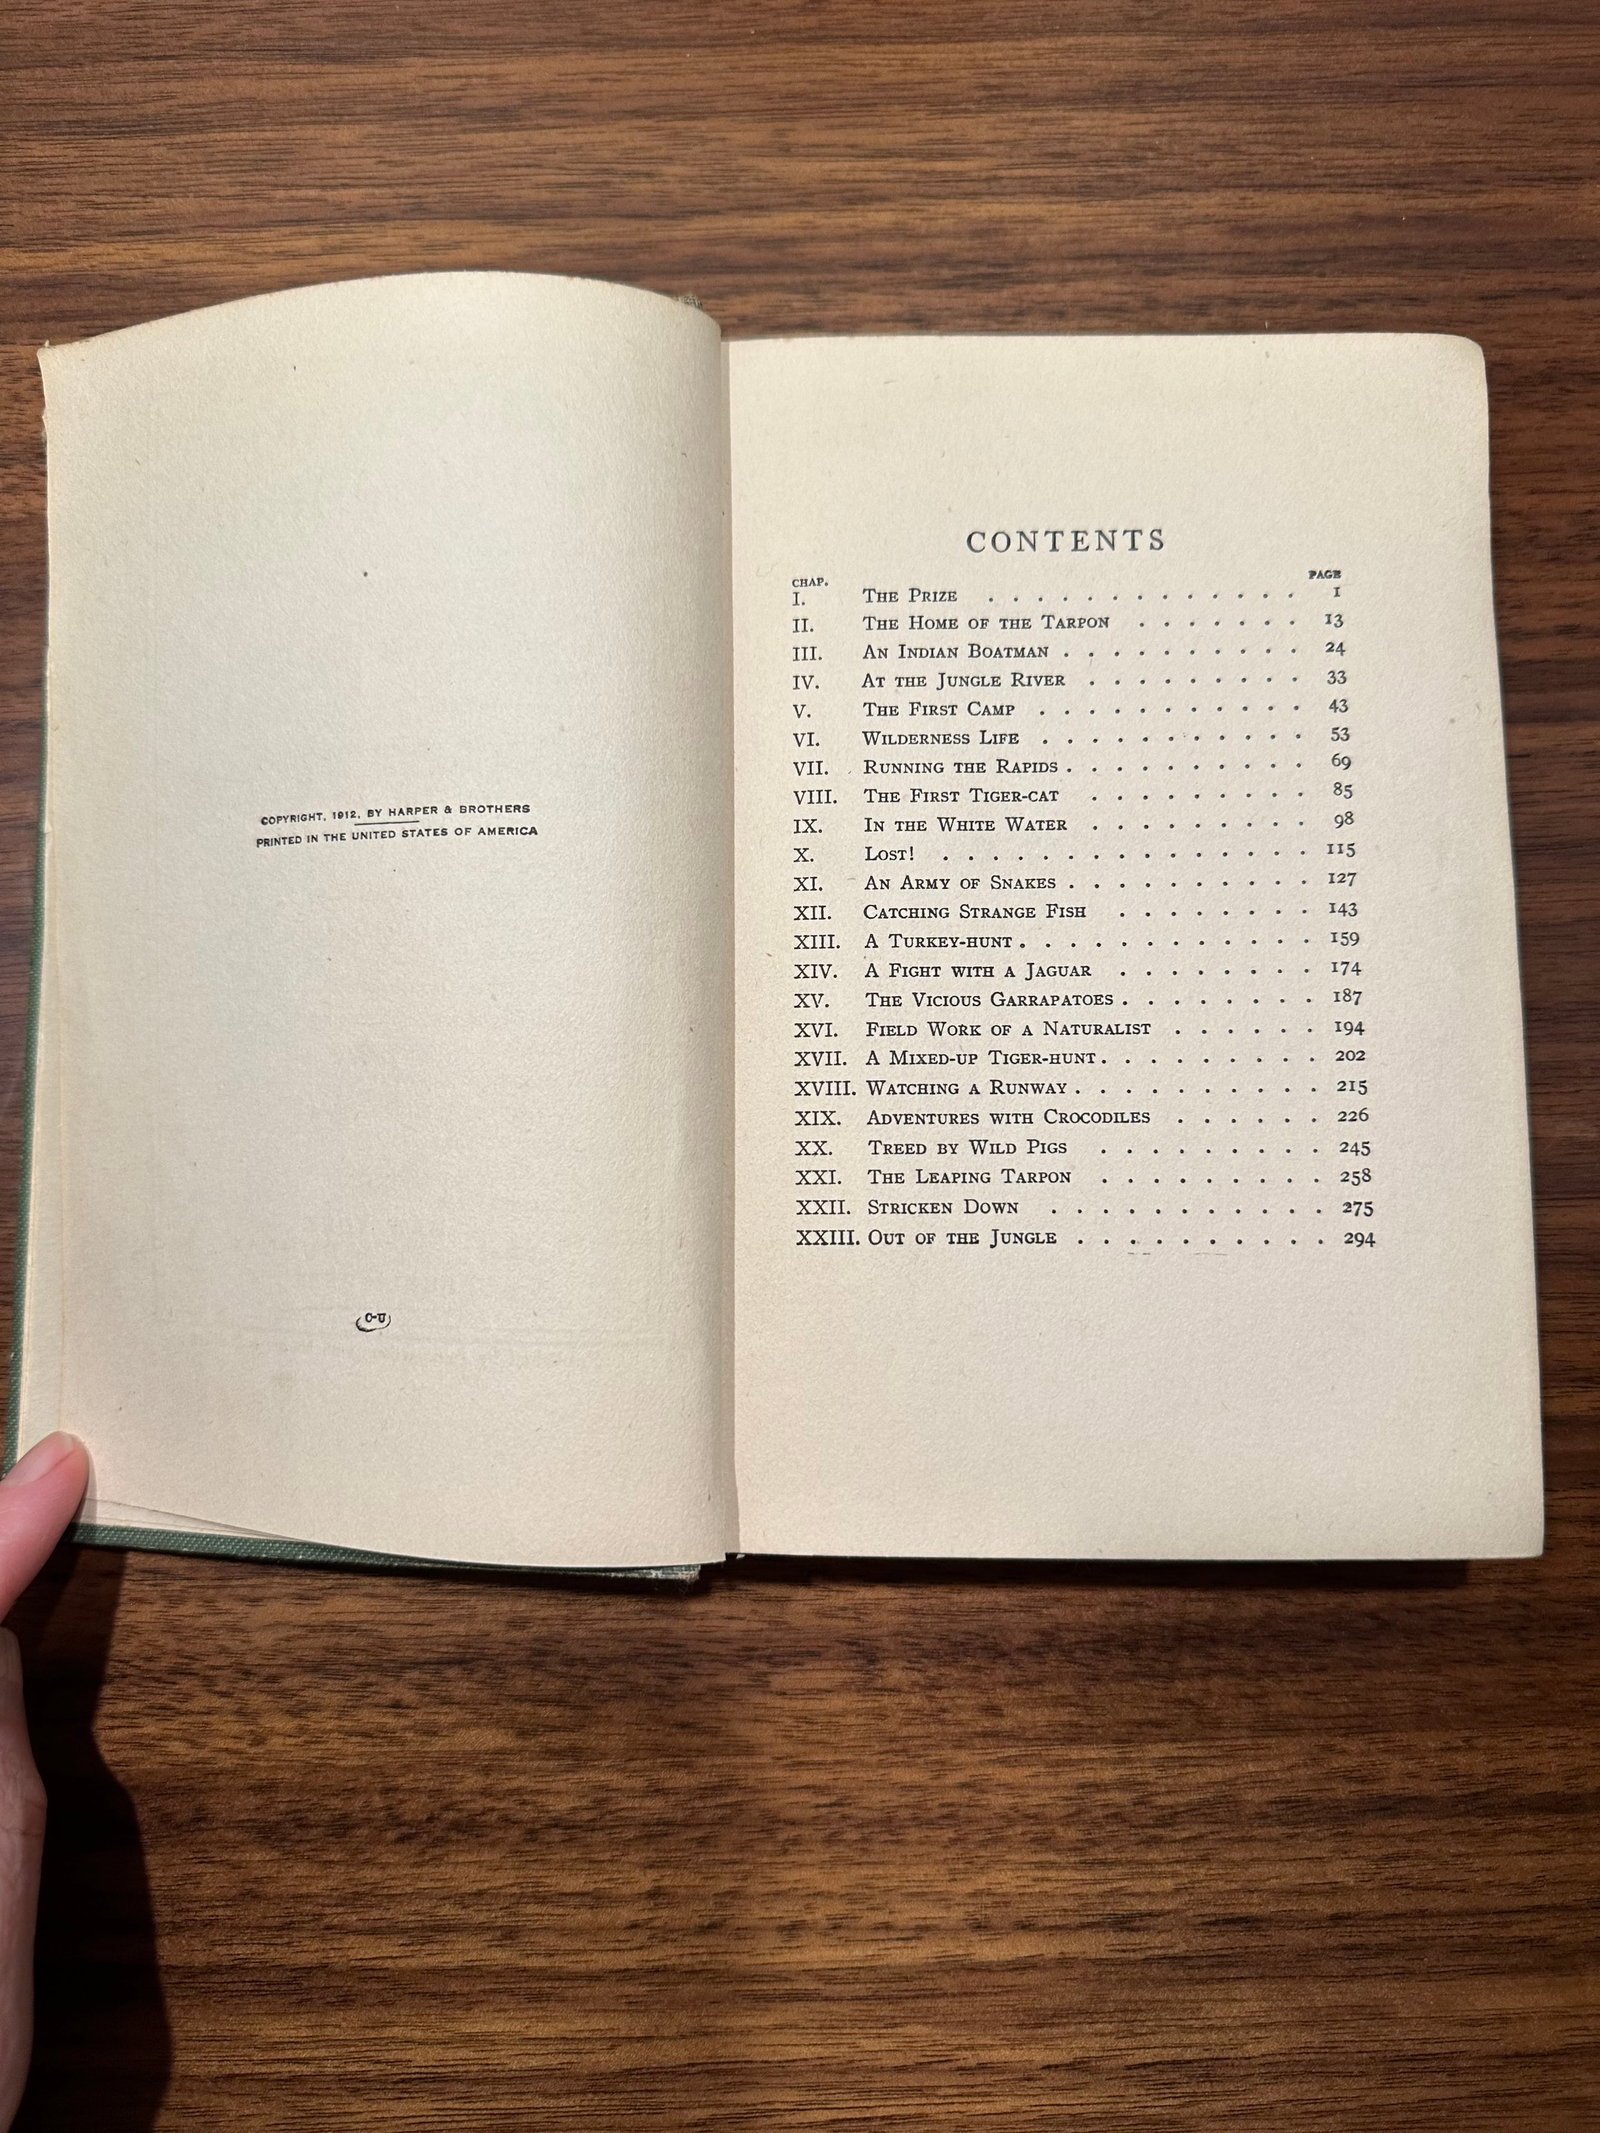 COPYRIGHT, 1912, BY HARPER & BROTHERS
PRINTED IN THE UNITED STATES OF AMERICA
C-U
CONTENTS
CHAP. PAGE
I. THE PRIZE . . . . . . . . . . . . . 1
II. THE HOME OF THE TARPON . . . . . . . 13
III. AN INDIAN BOATMAN . . . . . . . . . . 24
IV. AT THE JUNGLE RIVER . . . . . . . . . 33
V. THE FIRST CAMP . . . . . . . . . . . 43
VI. WILDERNESS LIFE . . . . . . . . . . . 53
VII. RUNNING THE RAPIDS . . . . . . . . . . 69
VIII. THE FIRST TIGER-CAT . . . . . . . . . 85
IX. IN THE WHITE WATER . . . . . . . . . 98
X. LOST! . . . . . . . . . . . . . . . 115
XI. AN ARMY OF SNAKES . . . . . . . . . . 127
XII. CATCHING STRANGE FISH . . . . . . . . 143
XIII. A TURKEY-HUNT . . . . . . . . . . . . 159
XIV. A FIGHT WITH A JAGUAR . . . . . . . . 174
XV. THE VICIOUS GARRAPATOES . . . . . . . . 187
XVI. FIELD WORK OF A NATURALIST . . . . . . 194
XVII. A MIXED-UP TIGER-HUNT . . . . . . . . . 202
XVIII. WATCHING A RUNWAY . . . . . . . . . . 215
XIX. ADVENTURES WITH CROCODILES . . . . . . 226
XX. TREED BY WILD PIGS . . . . . . . . . 245
XXI. THE LEAPING TARPON . . . . . . . . . 258
XXII. STRICKEN DOWN . . . . . . . . . . . 275
XXIII. OUT OF THE JUNGLE . . . . . . . . . . 294